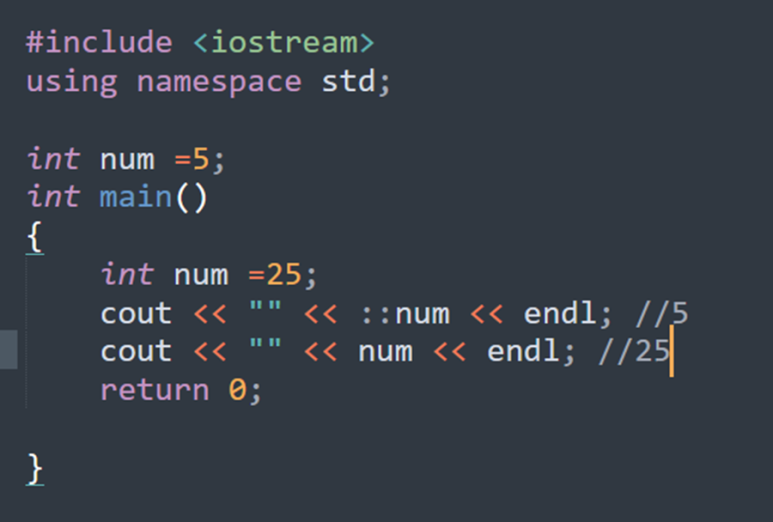 #include <iostream>
using namespace std;
int num =5;
int main()
{
int num =25;
cout << "" << ::num << endl; //5
cout << "" << num << endl; //25
return 0;
}